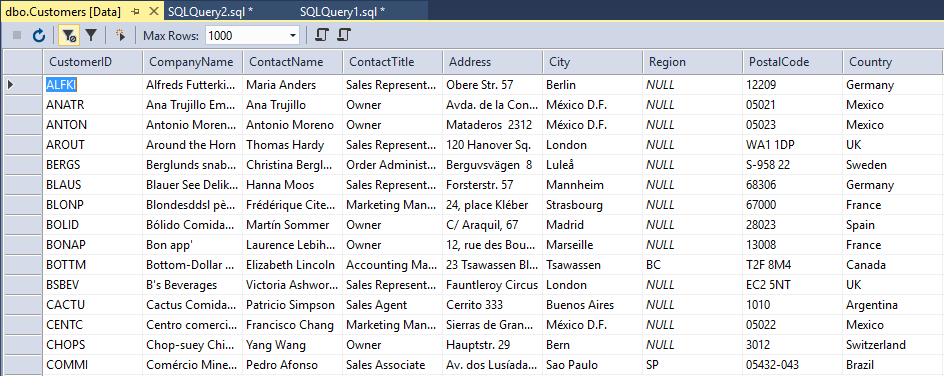 dbo.Customers [Data] SQLQuery2.sql * SQLQuery1.sql *
Max Rows: 1000
CustomerID CompanyName ContactName ContactTitle Address City Region PostalCode Country
ALFKI Alfreds Futterki... Maria Anders Sales Represent... Obere Str. 57 Berlin NULL 12209 Germany
ANATR Ana Trujillo Em... Ana Trujillo Owner Avda. de la Con... México D.F. NULL 05021 Mexico
ANTON Antonio Moren... Antonio Moreno Owner Mataderos 2312 México D.F. NULL 05023 Mexico
AROUT Around the Horn Thomas Hardy Sales Represent... 120 Hanover Sq. London NULL WA1 1DP UK
BERGS Berglunds snab... Christina Bergl... Order Administ... Berguvsvägen 8 Luleå NULL S-958 22 Sweden
BLAUS Blauer See Delik... Hanna Moos Sales Represent... Forsterstr. 57 Mannheim NULL 68306 Germany
BLONP Blondesddsl pè... Frédérique Cite... Marketing Man... 24, place Kléber Strasbourg NULL 67000 France
BOLID Bólido Comida... Martín Sommer Owner C/ Araquil, 67 Madrid NULL 28023 Spain
BONAP Bon app' Laurence Lebih... Owner 12, rue des Bou... Marseille NULL 13008 France
BOTTM Bottom-Dollar ... Elizabeth Lincoln Accounting Ma... 23 Tsawassen Bl... Tsawassen BC T2F 8M4 Canada
BSBEV B's Beverages Victoria Ashwor... Sales Represent... Fauntleroy Circus London NULL EC2 5NT UK
CACTU Cactus Comida... Patricio Simpson Sales Agent Cerrito 333 Buenos Aires NULL 1010 Argentina
CENTC Centro comerci... Francisco Chang Marketing Man... Sierras de Gran... México D.F. NULL 05022 Mexico
CHOPS Chop-suey Chi... Yang Wang Owner Hauptstr. 29 Bern NULL 3012 Switzerland
COMMI Comércio Mine... Pedro Afonso Sales Associate Av. dos Lusíada... Sao Paulo SP 05432-043 Brazil